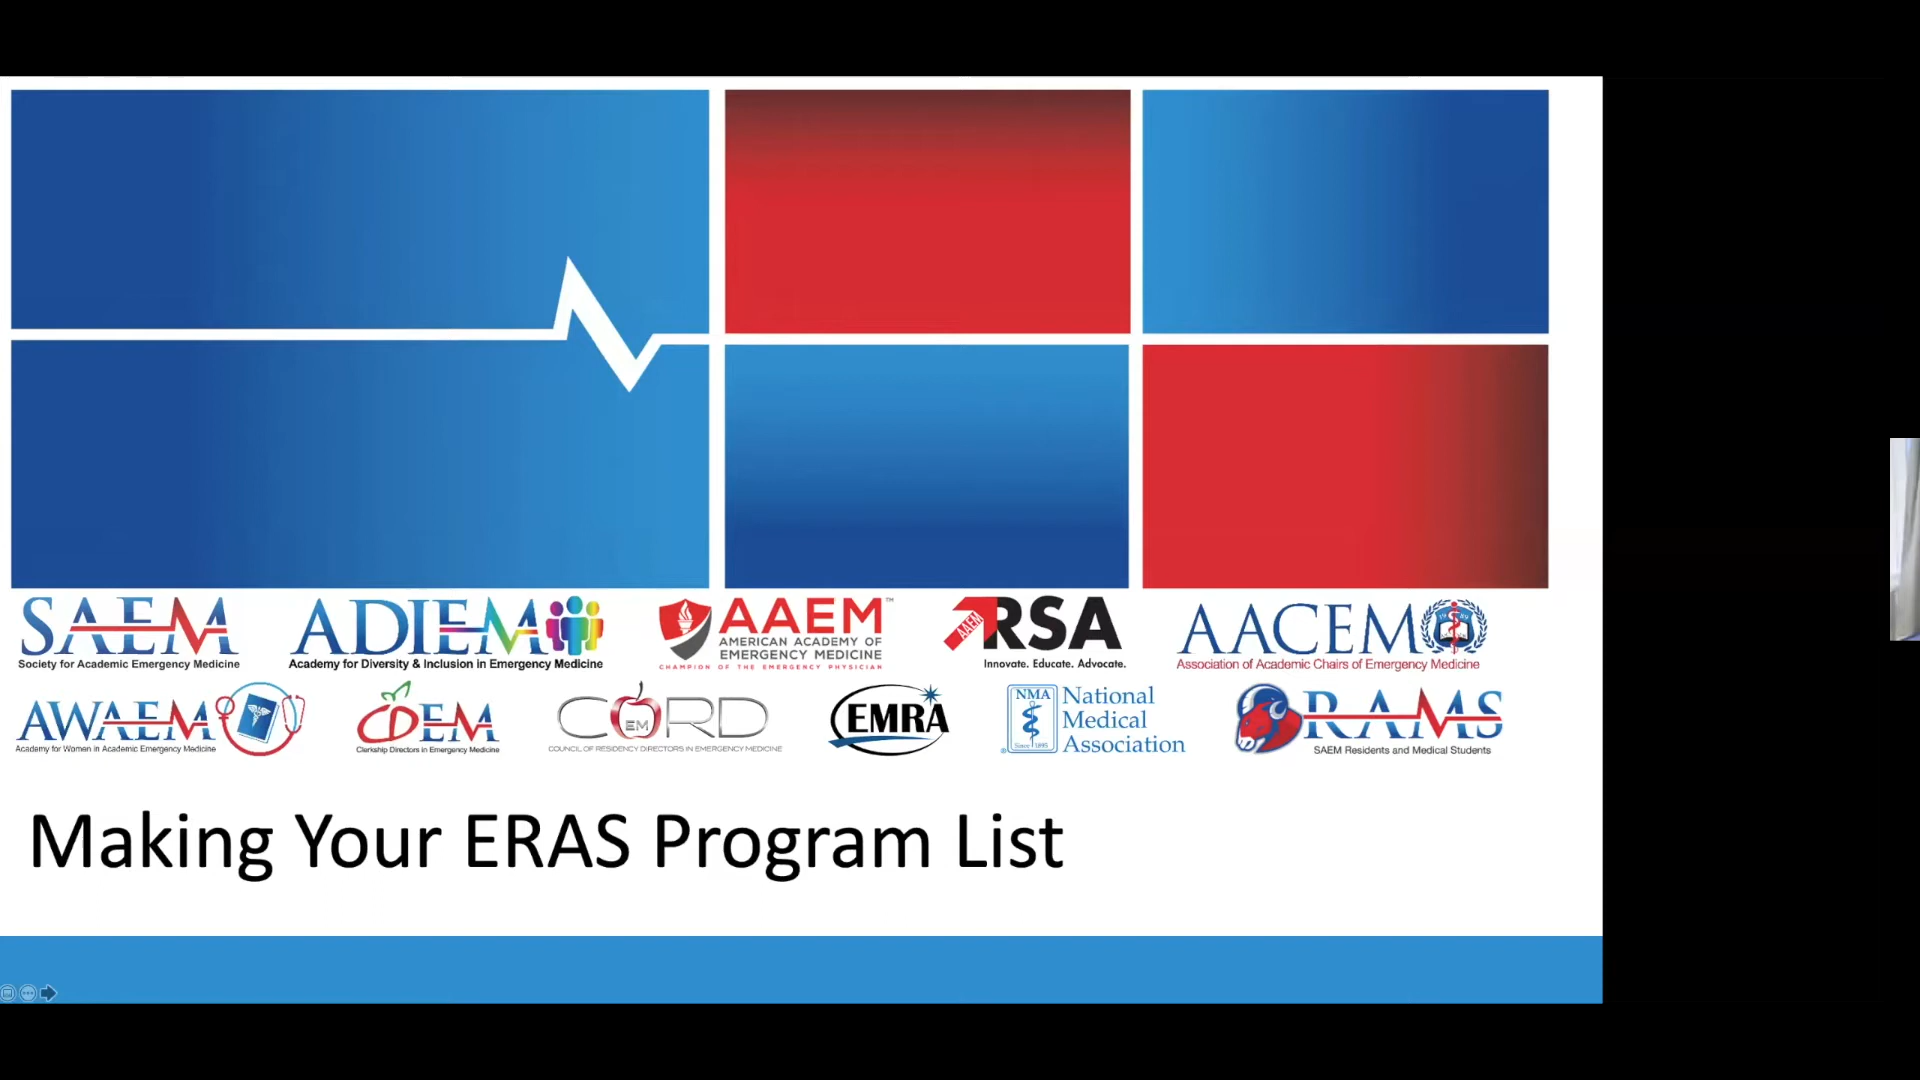 SAEM
Society for Academic Emergency Medicine
ADIEM
Academy for Diversity & Inclusion in Emergency Medicine
AAEM™
AMERICAN ACADEMY OF
EMERGENCY MEDICINE
CHAMPION OF THE EMERGENCY PHYSICIAN
AAEM
RSA
Innovate. Educate. Advocate.
AACEM
1989
Association of Academic Chairs of Emergency Medicine
AWAEM
Academy for Women in Academic Emergency Medicine
CDEM
Clerkship Directors in Emergency Medicine
CORD
EM
COUNCIL OF RESIDENCY DIRECTORS IN EMERGENCY MEDICINE
EMRA
NMA
Since 1895
®
National
Medical
Association
RAMS
SAEM Residents and Medical Students
Making Your ERAS Program List